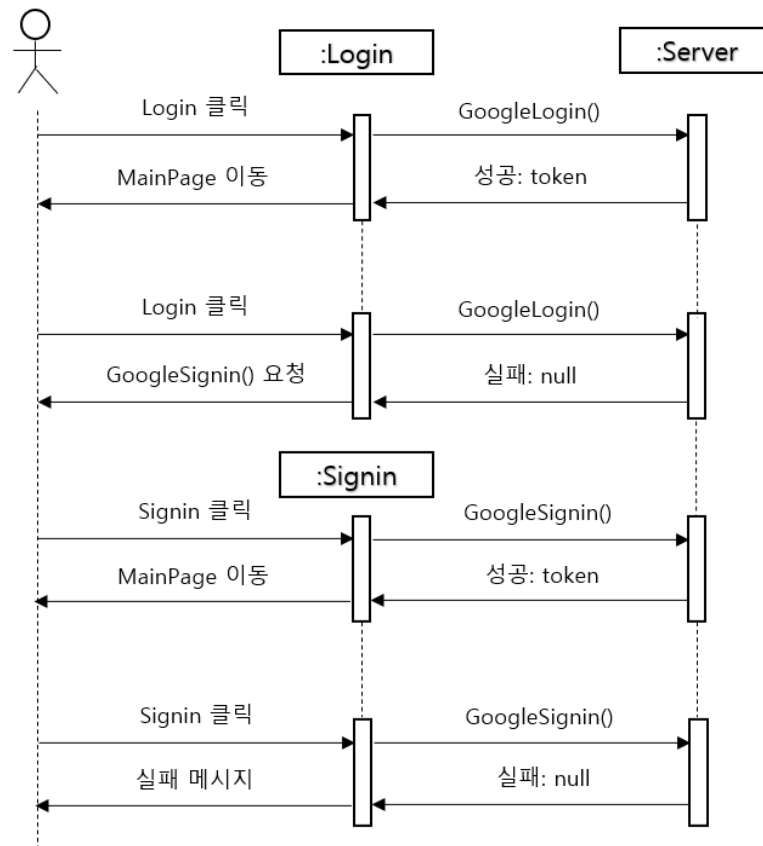 :Login
:Server
Login 클릭
GoogleLogin()
MainPage 이동
성공: token
Login 클릭
GoogleLogin()
GoogleSignin() 요청
실패: null
:Signin
Signin 클릭
GoogleSignin()
MainPage 이동
성공: token
Signin 클릭
GoogleSignin()
실패 메시지
실패: null